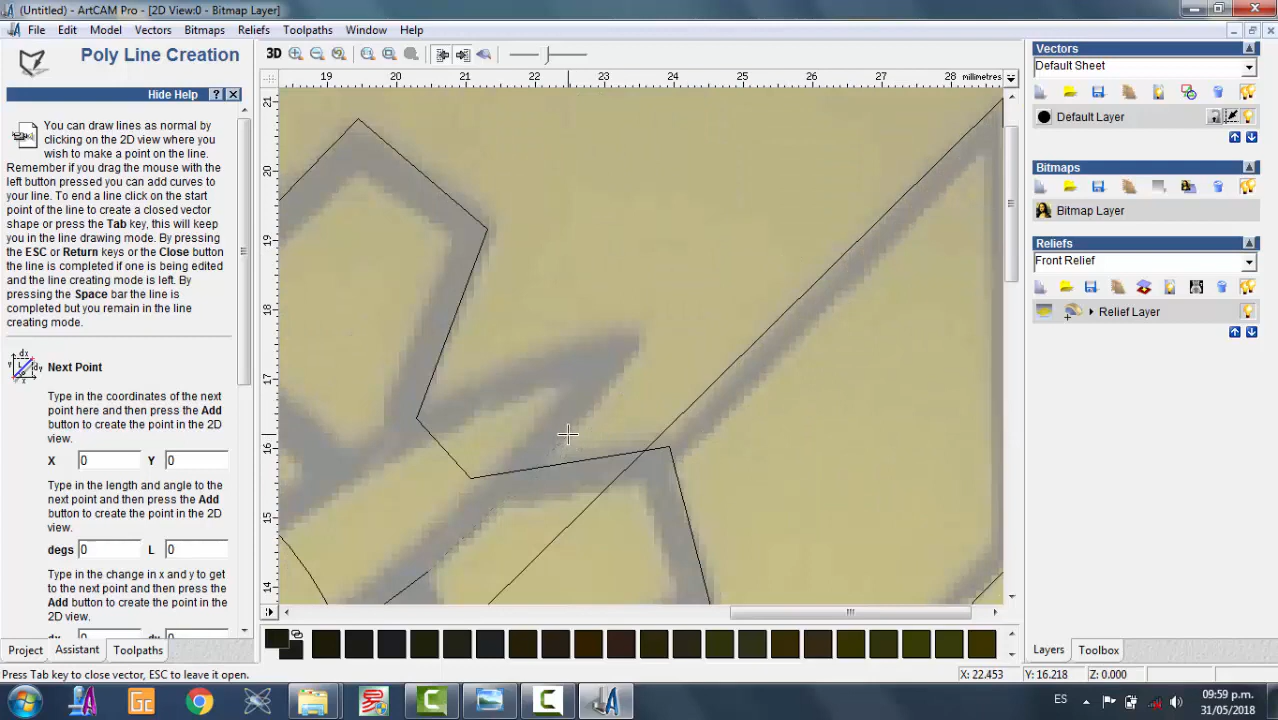 (Untitled) - ArtCAM Pro - [2D View:0 - Bitmap Layer]
File Edit Model Vectors Bitmaps Reliefs Toolpaths Window Help
Poly Line Creation
Hide Help ?
You can draw lines as normal by
clicking on the 2D view where you
wish to make a point on the line.
Remember if you drag the mouse with the
left button pressed you can add curves to
your line. To end a line click on the start
point of the line to create a closed vector
shape or press the Tab key, this will keep
you in the line drawing mode. By pressing
the ESC or Return keys or the Close button
the line is completed if one is being edited
and the line creating mode is left. By
pressing the Space bar the line is
completed but you remain in the line
creating mode.
dx
y dy
x
Next Point
Type in the coordinates of the next
point here and then press the Add
button to create the point in the 2D
view.
X 0 Y 0
Type in the length and angle to the
next point and then press the Add
button to create the point in the 2D
view.
degs 0 L 0
Type in the change in x and y to get
to the next point and then press the
Add button to create the point in the
2D view.
dx 0 dy 0
Project Assistant Toolpaths
3D
19 20 21 22 23 24 25 26 27 28 millimetres
21
20
19
18
17
16
15
14
Vectors
Default Sheet
Default Layer
Bitmaps
Bitmap Layer
Reliefs
Front Relief
Relief Layer
Layers Toolbox
Press Tab key to close vector, ESC to leave it open.
X: 22.453 Y: 16.218 Z: 0.000
Gc
C
C
ES
09:59 p.m.
31/05/2018